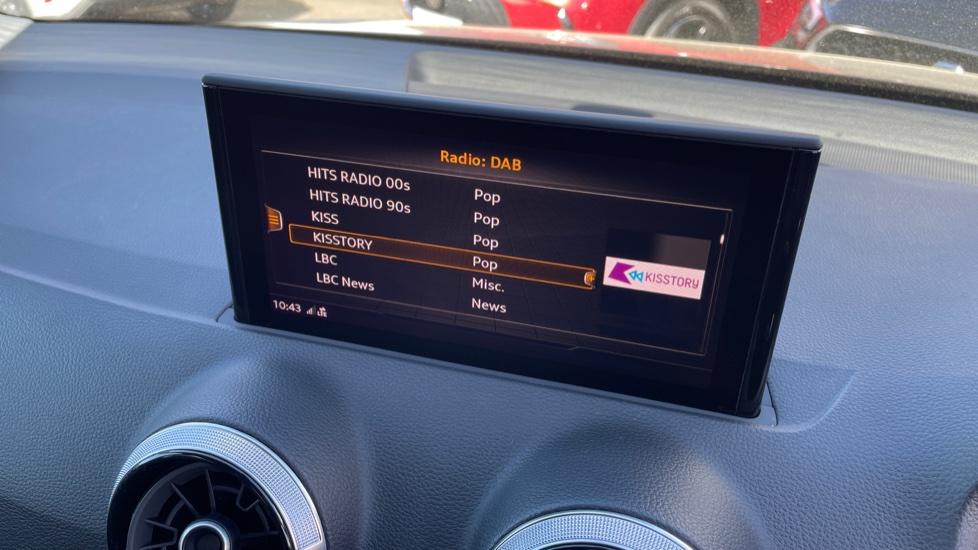 Radio: DAB
HITS RADIO 00s Pop
HITS RADIO 90s Pop
KISS Pop
KISSTORY Pop
LBC Misc.
LBC News News
KISSTORY
10:43 LTE